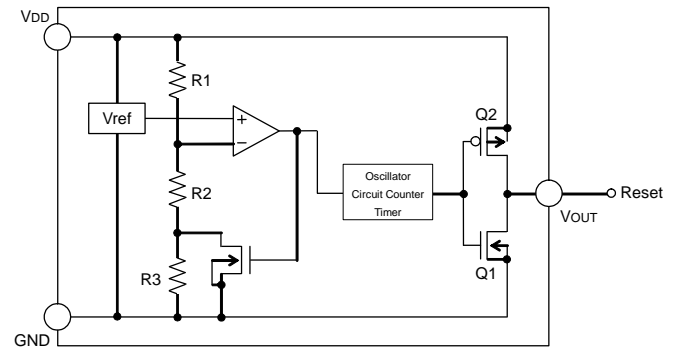 VDD
R1
Q2
Vref
+
−
Oscillator
Circuit Counter
Timer
R2
Reset
VOUT
R3
Q1
GND